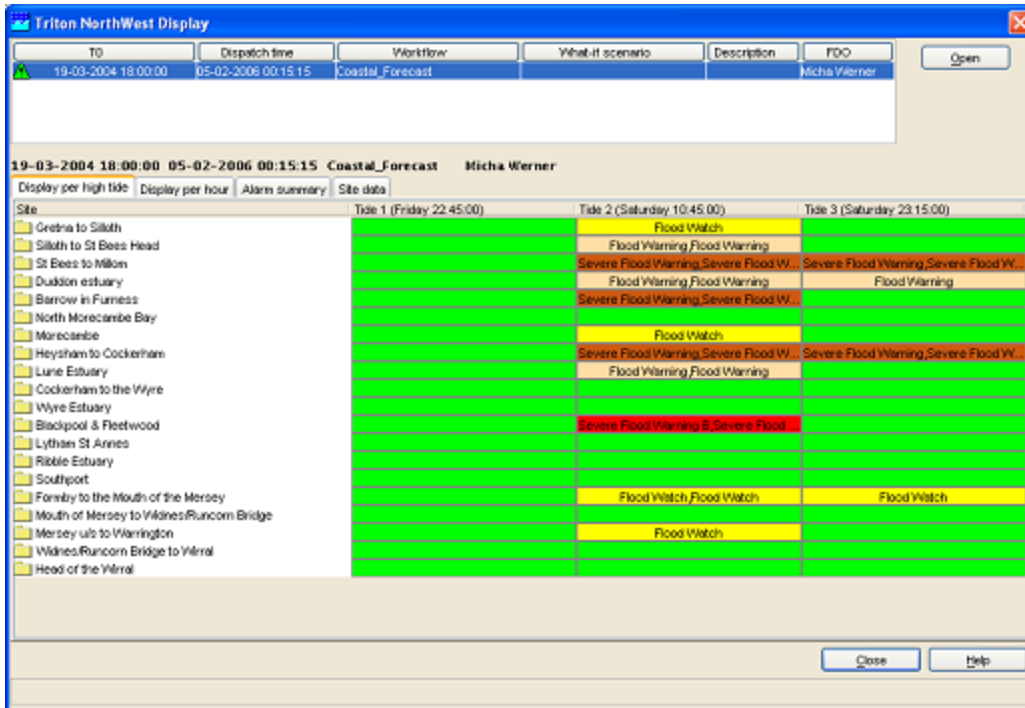 Triton NorthWest Display
T0 Dispatch time Workflow What-if scenario Description FDO
Open
19-03-2004 18:00:00 05-02-2006 00:15:15 Coastal_Forecast Micha Werner
19-03-2004 18:00:00 05-02-2006 00:15:15 Coastal_Forecast Micha Werner
Display per high tide Display per hour Alarm summary Site data
Site Tide 1 (Friday 22:45:00) Tide 2 (Saturday 10:45:00) Tide 3 (Saturday 23:15:00)
Gretna to Silloth Flood Watch
Silloth to St Bees Head Flood Warning,Flood Warning
St Bees to Millom Severe Flood Warning,Severe Flood W... Severe Flood Warning,Severe Flood W...
Duddon estuary Flood Warning,Flood Warning Flood Warning
Barrow in Furness Severe Flood Warning,Severe Flood W...
North Morecambe Bay
Morecambe Flood Watch
Heysham to Cockerham Severe Flood Warning,Severe Flood W... Severe Flood Warning,Severe Flood W...
Lune Estuary Flood Warning,Flood Warning
Cockerham to the Wyre
Wyre Estuary
Blackpool & Fleetwood Severe Flood Warning B,Severe Flood ...
Lytham St Annes
Ribble Estuary
Southport
Formby to the Mouth of the Mersey Flood Watch,Flood Watch Flood Watch
Mouth of Mersey to Widnes/Runcorn Bridge
Mersey u/s to Warrington Flood Watch
Widnes/Runcorn Bridge to Wirral
Head of the Wirral
Close Help